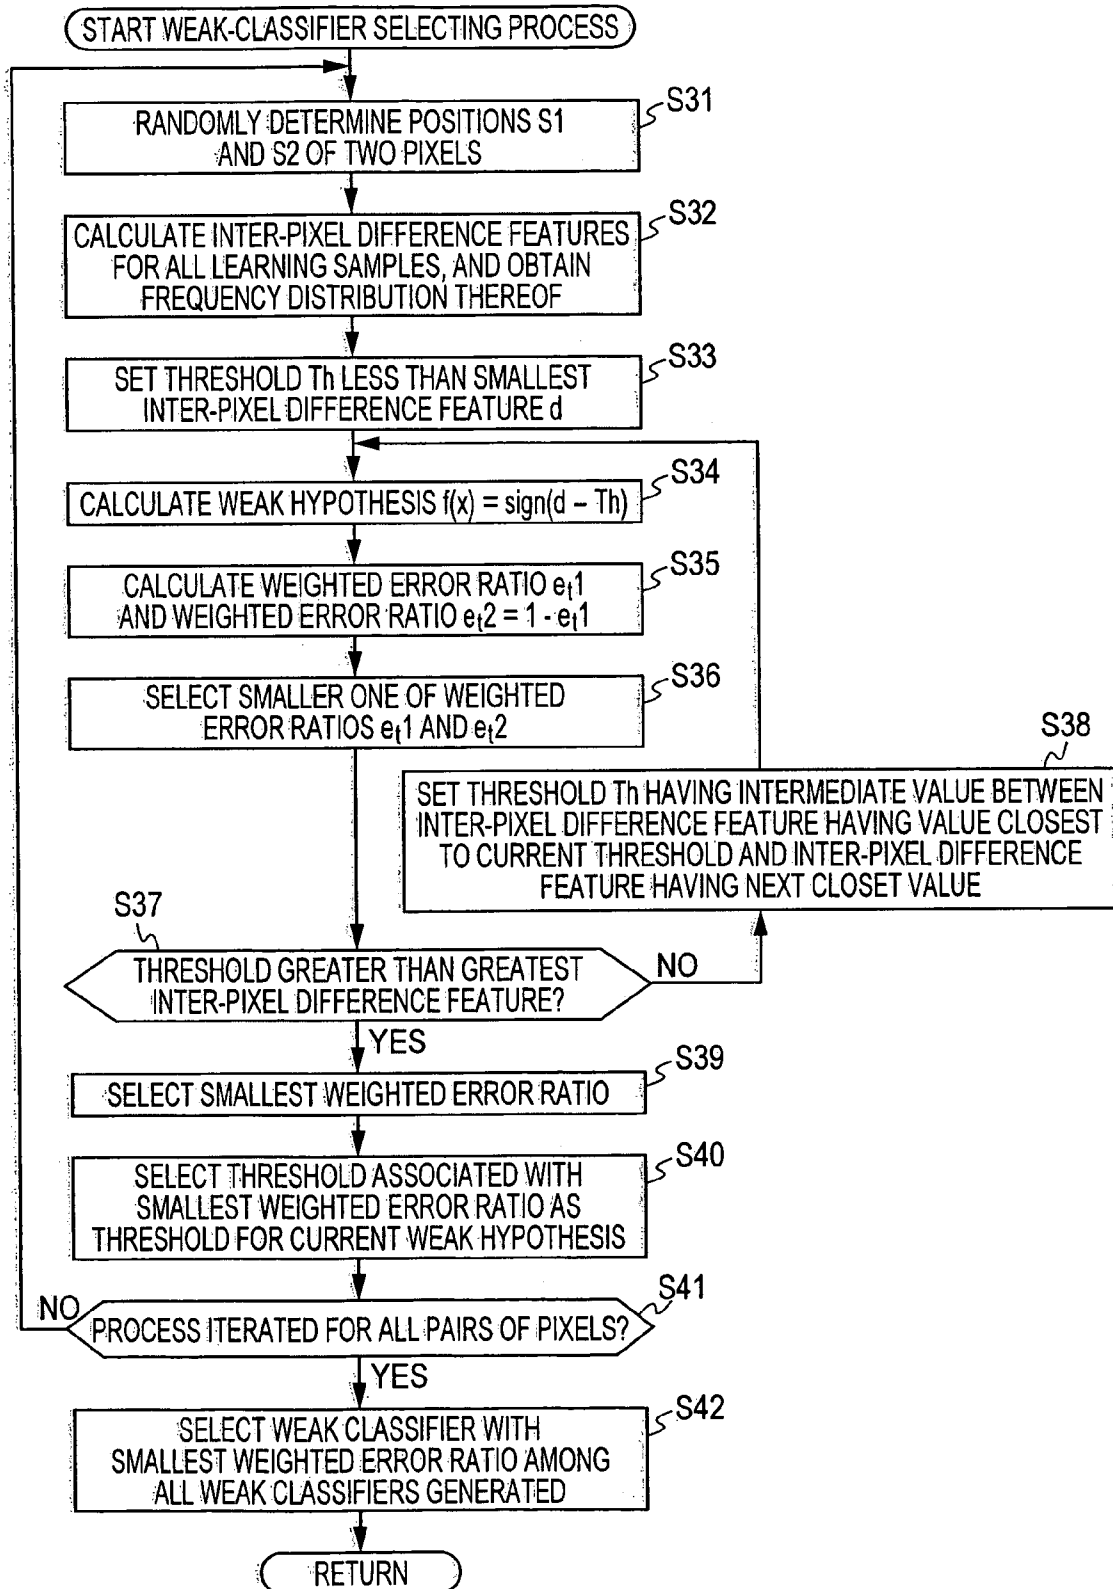 START WEAK-CLASSIFIER SELECTING PROCESS
S31
RANDOMLY DETERMINE POSITIONS S1
AND S2 OF TWO PIXELS
S32
CALCULATE INTER-PIXEL DIFFERENCE FEATURES
FOR ALL LEARNING SAMPLES, AND OBTAIN
FREQUENCY DISTRIBUTION THEREOF
S33
SET THRESHOLD Th LESS THAN SMALLEST
INTER-PIXEL DIFFERENCE FEATURE d
S34
CALCULATE WEAK HYPOTHESIS f(x) = sign(d – Th)
S35
CALCULATE WEIGHTED ERROR RATIO et1
AND WEIGHTED ERROR RATIO et2 = 1 - et1
S36
SELECT SMALLER ONE OF WEIGHTED
ERROR RATIOS et1 AND et2
S38
SET THRESHOLD Th HAVING INTERMEDIATE VALUE BETWEEN
INTER-PIXEL DIFFERENCE FEATURE HAVING VALUE CLOSEST
TO CURRENT THRESHOLD AND INTER-PIXEL DIFFERENCE
FEATURE HAVING NEXT CLOSET VALUE
S37
THRESHOLD GREATER THAN GREATEST
INTER-PIXEL DIFFERENCE FEATURE?
NO
YES
S39
SELECT SMALLEST WEIGHTED ERROR RATIO
S40
SELECT THRESHOLD ASSOCIATED WITH
SMALLEST WEIGHTED ERROR RATIO AS
THRESHOLD FOR CURRENT WEAK HYPOTHESIS
S41
NO
PROCESS ITERATED FOR ALL PAIRS OF PIXELS?
YES
S42
SELECT WEAK CLASSIFIER WITH
SMALLEST WEIGHTED ERROR RATIO AMONG
ALL WEAK CLASSIFIERS GENERATED
RETURN